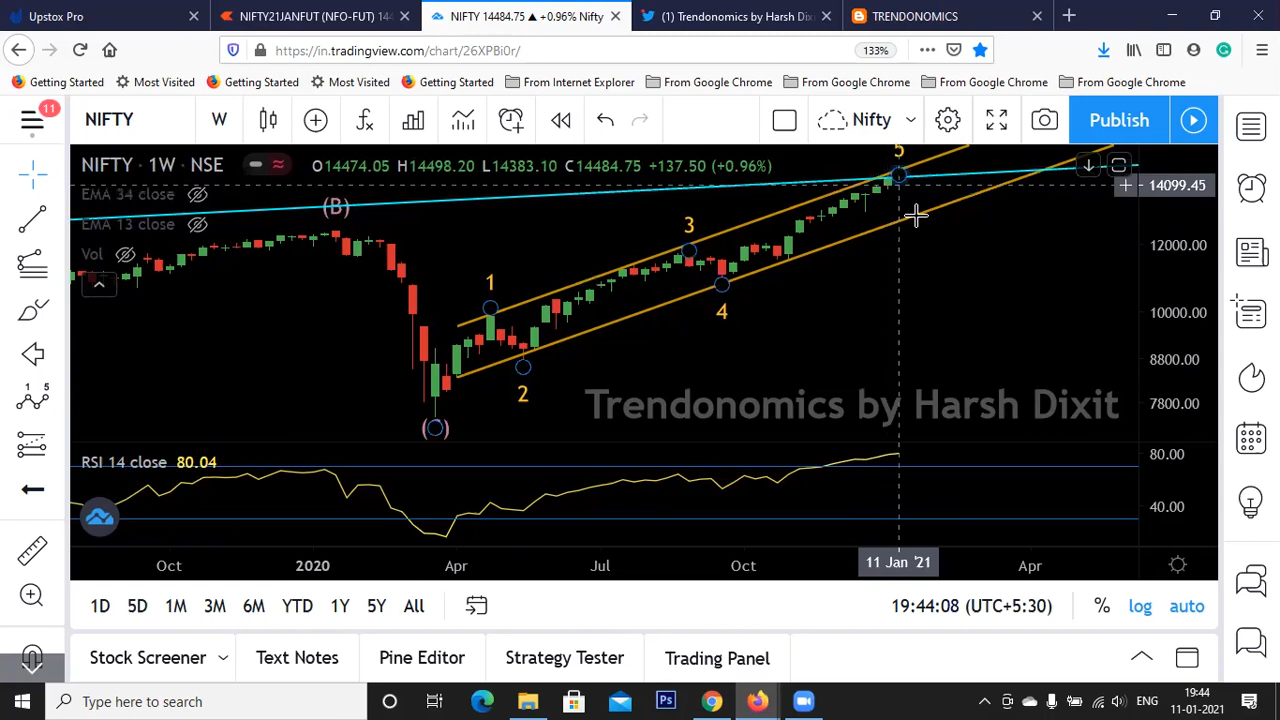 Upstox Pro
NIFTY21JANFUT (NFO-FUT) 144
NIFTY 14484.75 ▲ +0.96% Nifty
(1) Trendonomics by Harsh Dixit
TRENDONOMICS
https://in.tradingview.com/chart/26XPBi0r/
133%
Getting Started
Most Visited
Getting Started
Most Visited
Getting Started
From Internet Explorer
From Google Chrome
From Google Chrome
From Google Chrome
From Google Chrome
11
NIFTY
W
Nifty
Publish
NIFTY · 1W · NSE
O14474.05 H14498.20 L14383.10 C14484.75 +137.50 (+0.96%)
EMA 34 close
EMA 13 close
Vol
(B)
1
2
3
4
5
14099.45
12000.00
10000.00
8800.00
7800.00
Trendonomics by Harsh Dixit
RSI 14 close 80.04
80.00
40.00
Oct
2020
Apr
Jul
Oct
11 Jan '21
Apr
1D
5D
1M
3M
6M
YTD
1Y
5Y
All
19:44:08 (UTC+5:30)
%
log
auto
Stock Screener
Text Notes
Pine Editor
Strategy Tester
Trading Panel
Type here to search
Ps
ENG
19:44
11-01-2021